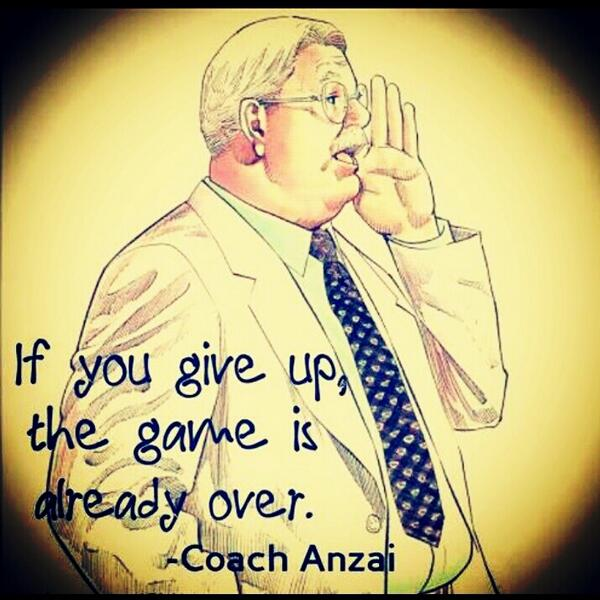 If you give up,
the game is
already over.
-Coach Anzai